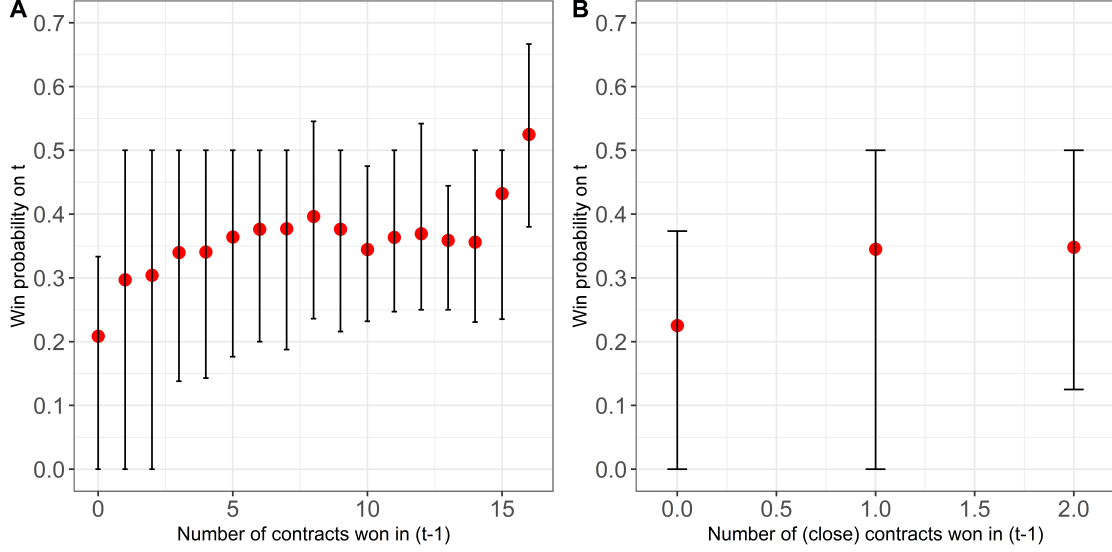 A
Win probability on t
0.7
0.6
0.5
0.4
0.3
0.2
0.1
0.0
0 5 10 15
Number of contracts won in (t-1)
B
Win probability on t
0.7
0.6
0.5
0.4
0.3
0.2
0.1
0.0
0.0 0.5 1.0 1.5 2.0
Number of (close) contracts won in (t-1)